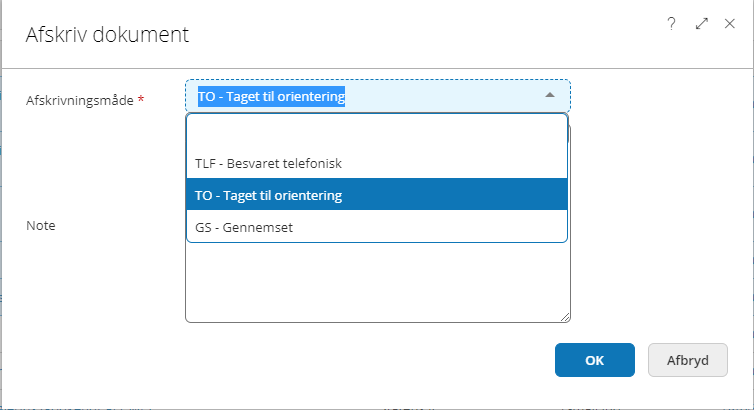 Afskriv dokument
?
Afskrivningsmåde *
TO - Taget til orientering
TLF - Besvaret telefonisk
TO - Taget til orientering
GS - Gennemset
Note
OK
Afbryd